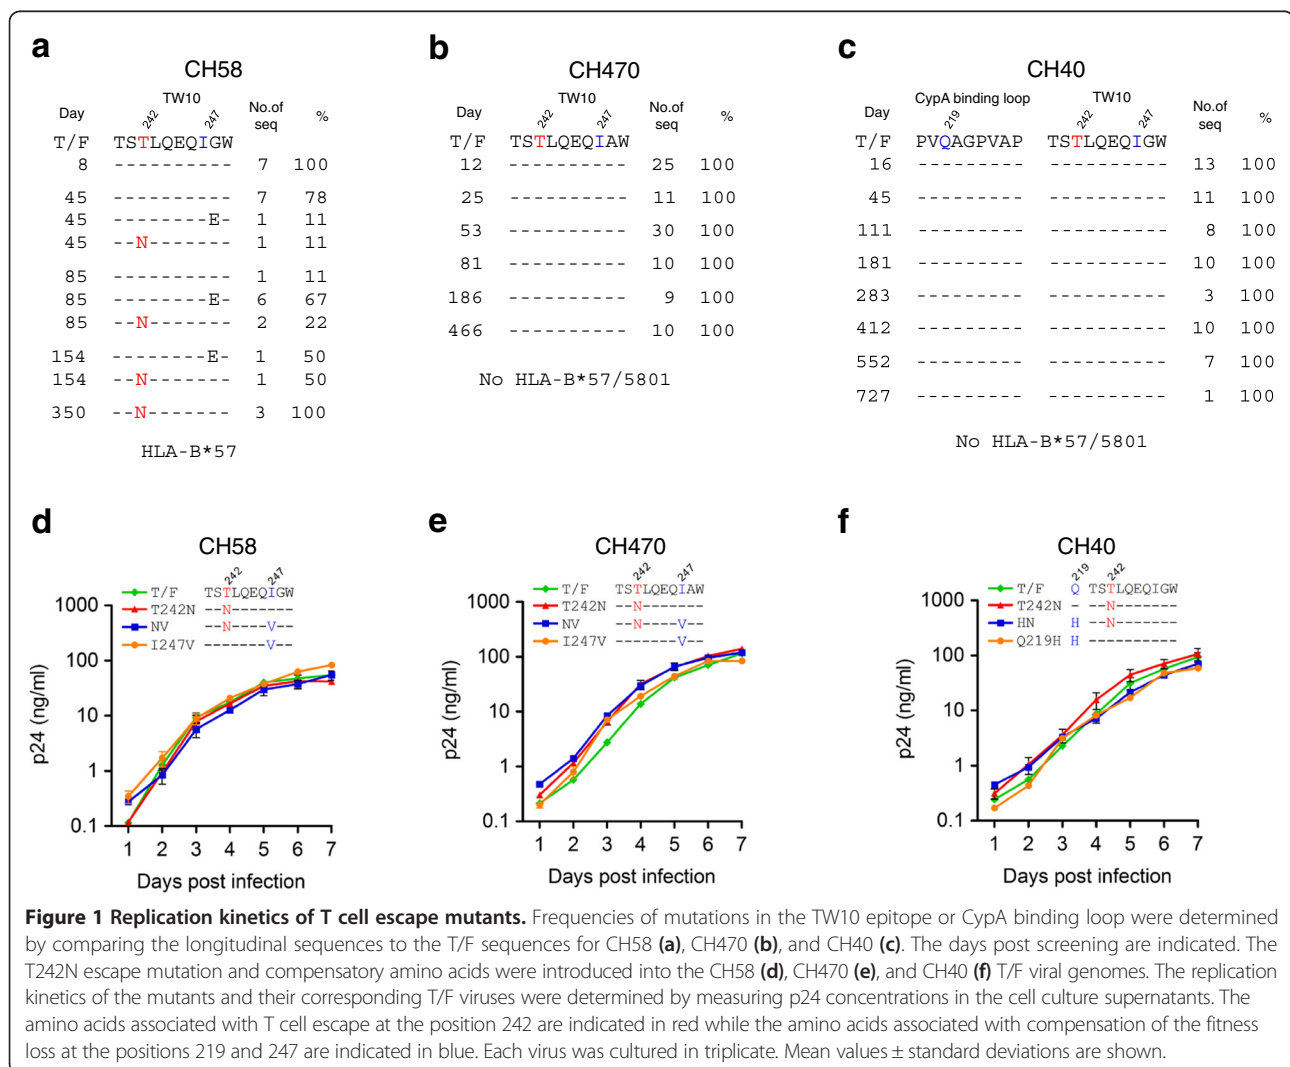 a
CH58
TW10
Day 242 247 No.of seq %
T/F TSTLQEQIGW
8 ---------- 7 100
45 ---------- 7 78
45 --------E- 1 11
45 --N------- 1 11
85 ---------- 1 11
85 --------E- 6 67
85 --N------- 2 22
154 --------E- 1 50
154 --N------- 1 50
350 --N------- 3 100
HLA-B*57
b
CH470
TW10
Day 242 247 No.of seq %
T/F TSTLQEQIAW
12 ---------- 25 100
25 ---------- 11 100
53 ---------- 30 100
81 ---------- 10 100
186 ---------- 9 100
466 ---------- 10 100
No HLA-B*57/5801
c
CH40
CypA binding loop TW10
Day 219 242 247 No.of seq %
T/F PVQAGPVAP TSTLQEQIGW
16 --------- ---------- 13 100
45 --------- ---------- 11 100
111 --------- ---------- 8 100
181 --------- ---------- 10 100
283 --------- ---------- 3 100
412 --------- ---------- 10 100
552 --------- ---------- 7 100
727 --------- ---------- 1 100
No HLA-B*57/5801
d
CH58
242 247
T/F TSTLQEQIGW
T242N --N-------
NV --N----V--
I247V -------V--
p24 (ng/ml)
1000
100
10
1
0.1
1 2 3 4 5 6 7
Days post infection
e
CH470
242 247
T/F TSTLQEQIAW
T242N --N-------
NV --N----V--
I247V -------V--
p24 (ng/ml)
1000
100
10
1
0.1
1 2 3 4 5 6 7
Days post infection
f
CH40
219 242
T/F Q TSTLQEQIGW
T242N - --N-------
HN H --N-------
Q219H H ----------
p24 (ng/ml)
1000
100
10
1
0.1
1 2 3 4 5 6 7
Days post infection
Figure 1 Replication kinetics of T cell escape mutants. Frequencies of mutations in the TW10 epitope or CypA binding loop were determined
by comparing the longitudinal sequences to the T/F sequences for CH58 (a), CH470 (b), and CH40 (c). The days post screening are indicated. The
T242N escape mutation and compensatory amino acids were introduced into the CH58 (d), CH470 (e), and CH40 (f) T/F viral genomes. The replication
kinetics of the mutants and their corresponding T/F viruses were determined by measuring p24 concentrations in the cell culture supernatants. The
amino acids associated with T cell escape at the position 242 are indicated in red while the amino acids associated with compensation of the fitness
loss at the positions 219 and 247 are indicated in blue. Each virus was cultured in triplicate. Mean values ± standard deviations are shown.